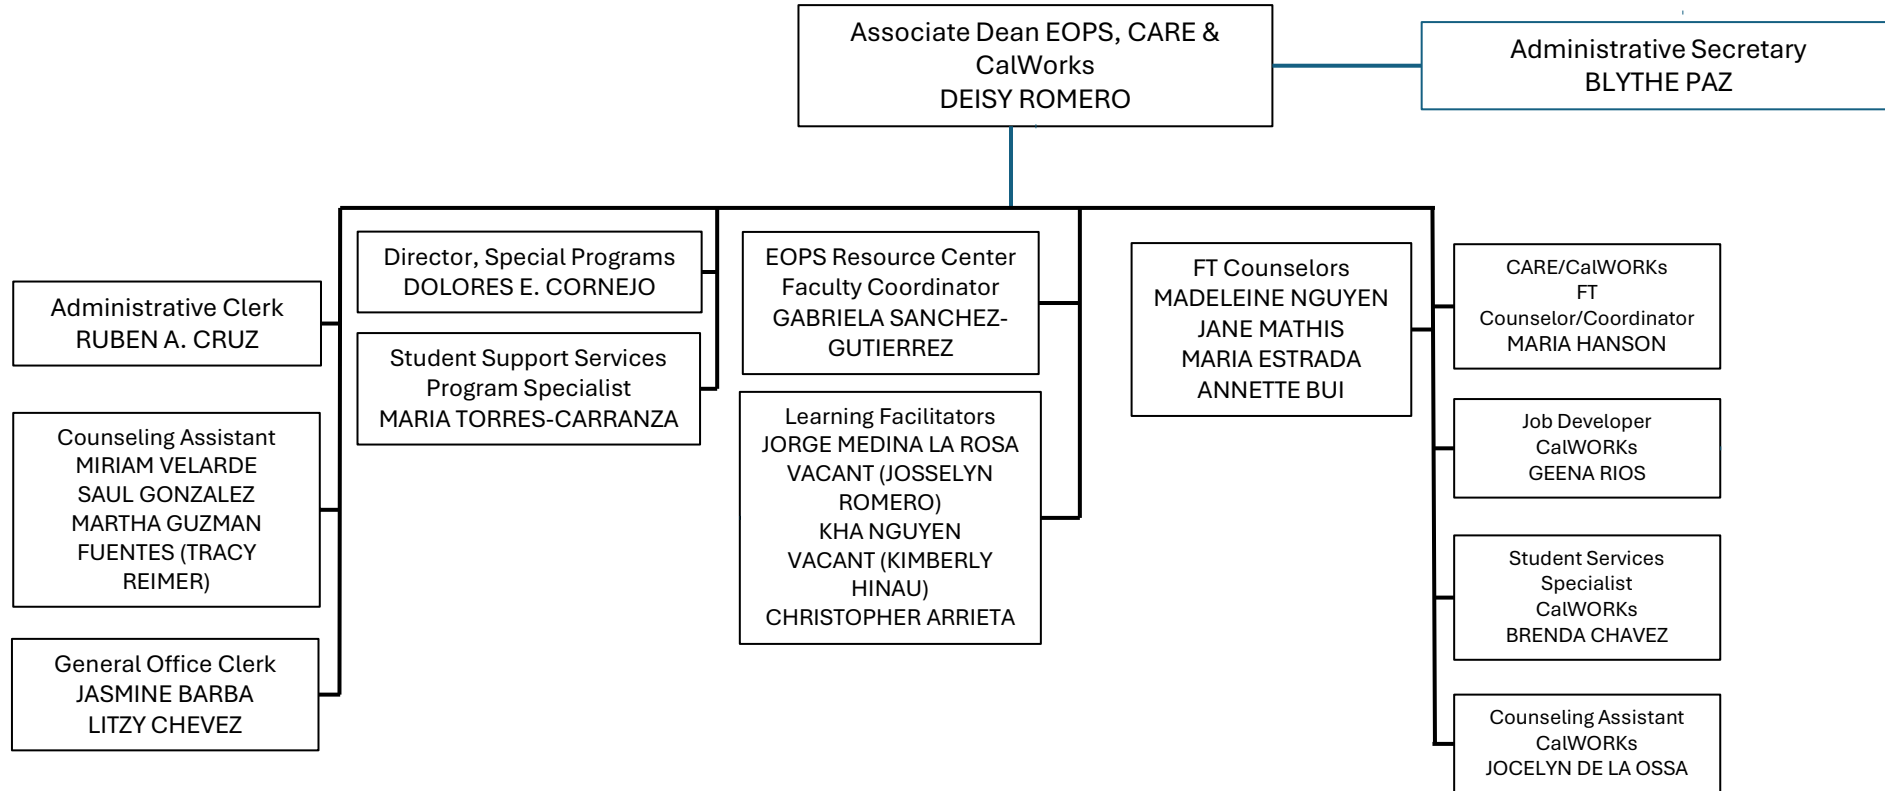 Associate Dean EOPS, CARE &
CalWorks
DEISY ROMERO
Administrative Secretary
BLYTHE PAZ
Administrative Clerk
RUBEN A. CRUZ
Counseling Assistant
MIRIAM VELARDE
SAUL GONZALEZ
MARTHA GUZMAN
FUENTES (TRACY
REIMER)
General Office Clerk
JASMINE BARBA
LITZY CHEVEZ
Director, Special Programs
DOLORES E. CORNEJO
Student Support Services
Program Specialist
MARIA TORRES-CARRANZA
EOPS Resource Center
Faculty Coordinator
GABRIELA SANCHEZ-
GUTIERREZ
Learning Facilitators
JORGE MEDINA LA ROSA
VACANT (JOSSELYN
ROMERO)
KHA NGUYEN
VACANT (KIMBERLY
HINAU)
CHRISTOPHER ARRIETA
FT Counselors
MADELEINE NGUYEN
JANE MATHIS
MARIA ESTRADA
ANNETTE BUI
CARE/CalWORKs
FT
Counselor/Coordinator
MARIA HANSON
Job Developer
CalWORKs
GEENA RIOS
Student Services
Specialist
CalWORKs
BRENDA CHAVEZ
Counseling Assistant
CalWORKs
JOCELYN DE LA OSSA